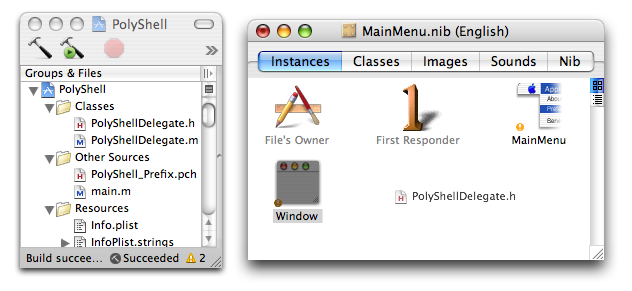 PolyShell
Groups & Files
PolyShell
Classes
PolyShellDelegate.h
PolyShellDelegate.m
Other Sources
PolyShell_Prefix.pch
main.m
Resources
Info.plist
InfoPlist.strings
Build succee... Succeeded 2
MainMenu.nib (English)
Instances Classes Images Sounds Nib
File's Owner First Responder MainMenu
Window PolyShellDelegate.h